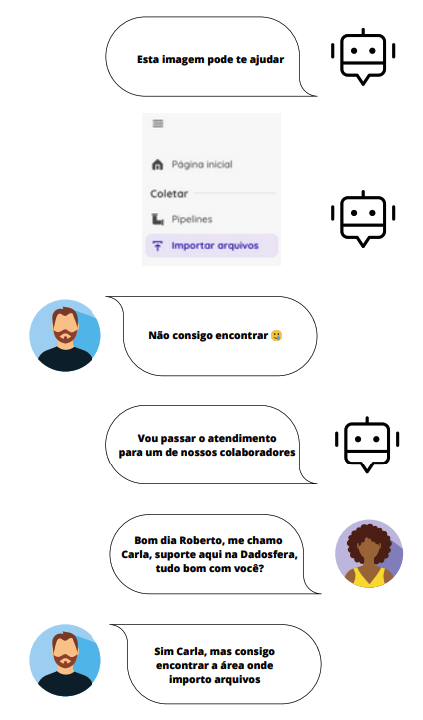 Esta imagem pode te ajudar
Página inicial
Coletar
Pipelines
Importar arquivos
Não consigo encontrar 🥲
Vou passar o atendimento
para um de nossos colaboradores
Bom dia Roberto, me chamo
Carla, suporte aqui na Dadosfera,
tudo bom com você?
Sim Carla, mas consigo
encontrar a área onde
importo arquivos